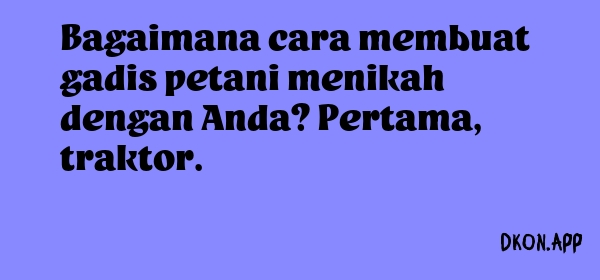 Bagaimana cara membuat
gadis petani menikah
dengan Anda? Pertama,
traktor.
DKON.APP